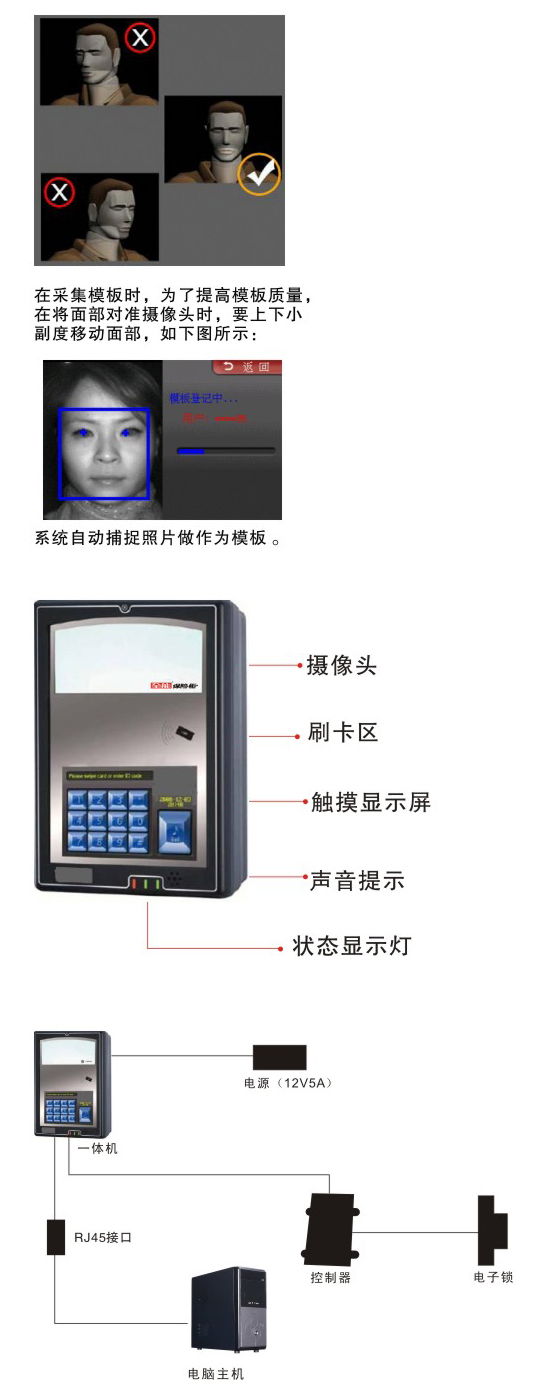 在采集模板时，为了提高模板质量，
在将面部对准摄像头时，要上下小
副度移动面部，如下图所示：
返回
模板登记中...
系统自动捕捉照片做作为模板。
摄像头
刷卡区
Please swipe card or enter ID code
触摸显示屏
声音提示
状态显示灯
电源（12V5A）
一体机
RJ45接口
控制器
电子锁
电脑主机